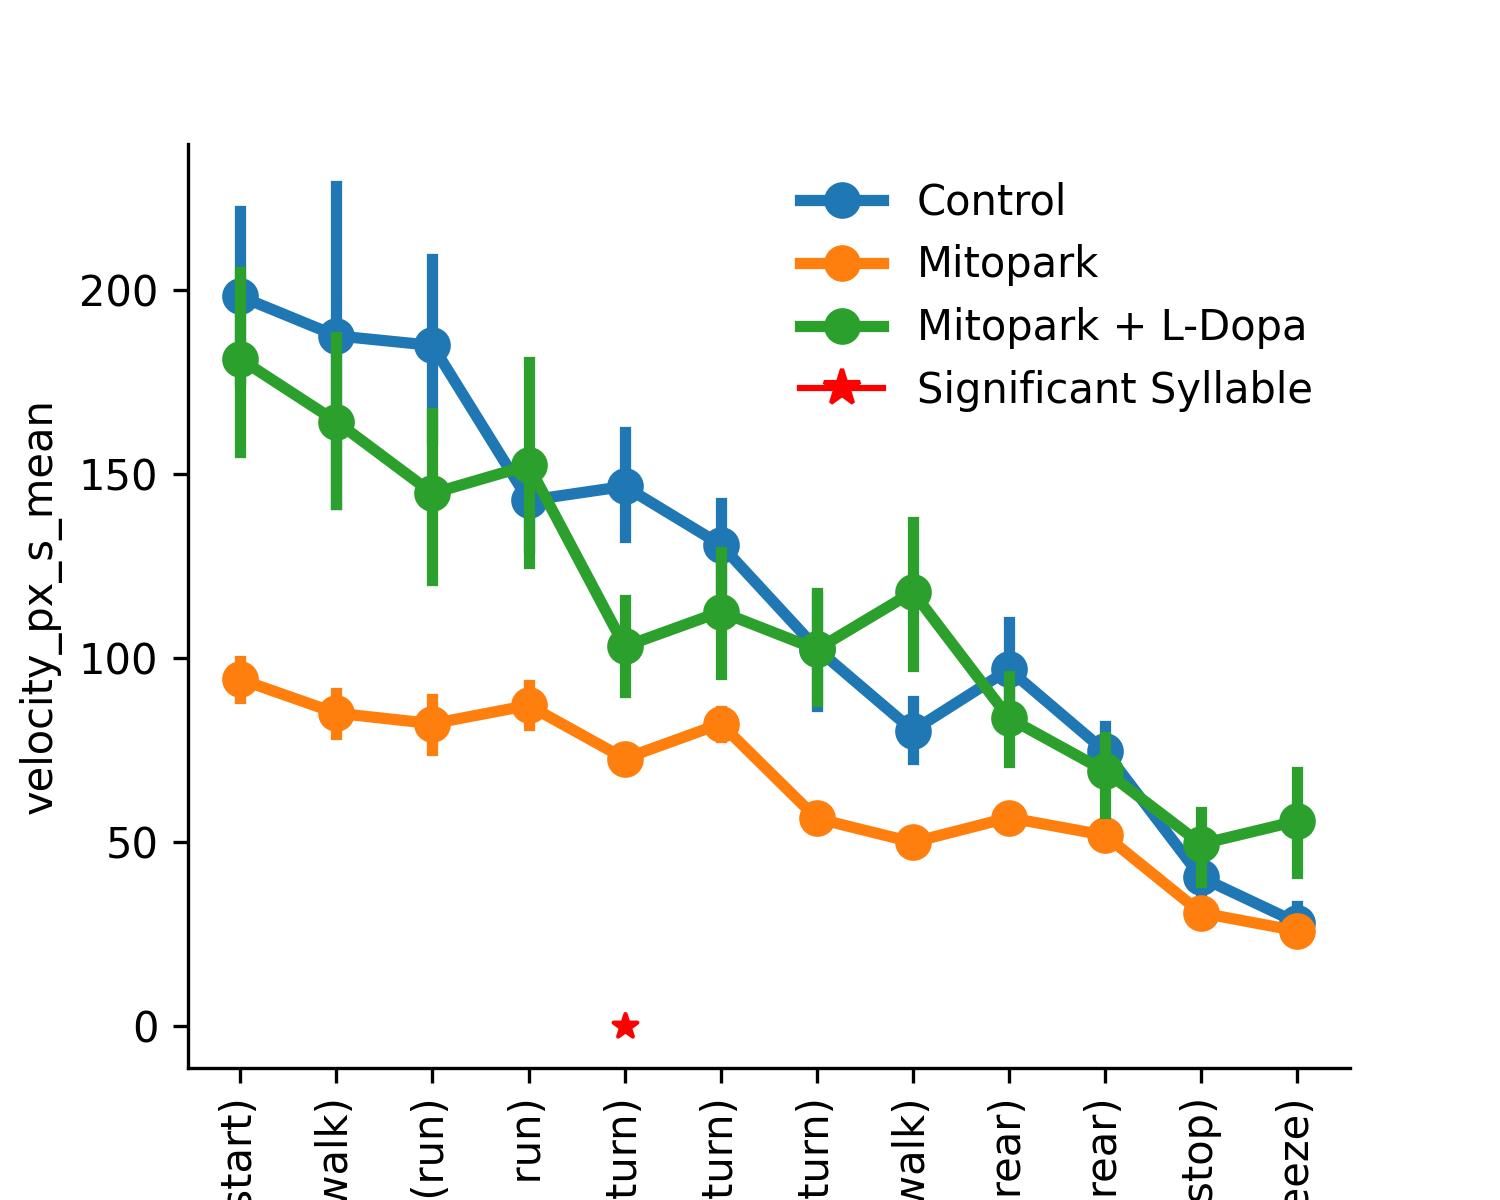 Control
Mitopark
Mitopark + L-Dopa
Significant Syllable
velocity_px_s_mean
200
150
100
50
0
start)
walk)
(run)
run)
turn)
turn)
turn)
walk)
rear)
rear)
stop)
eeze)